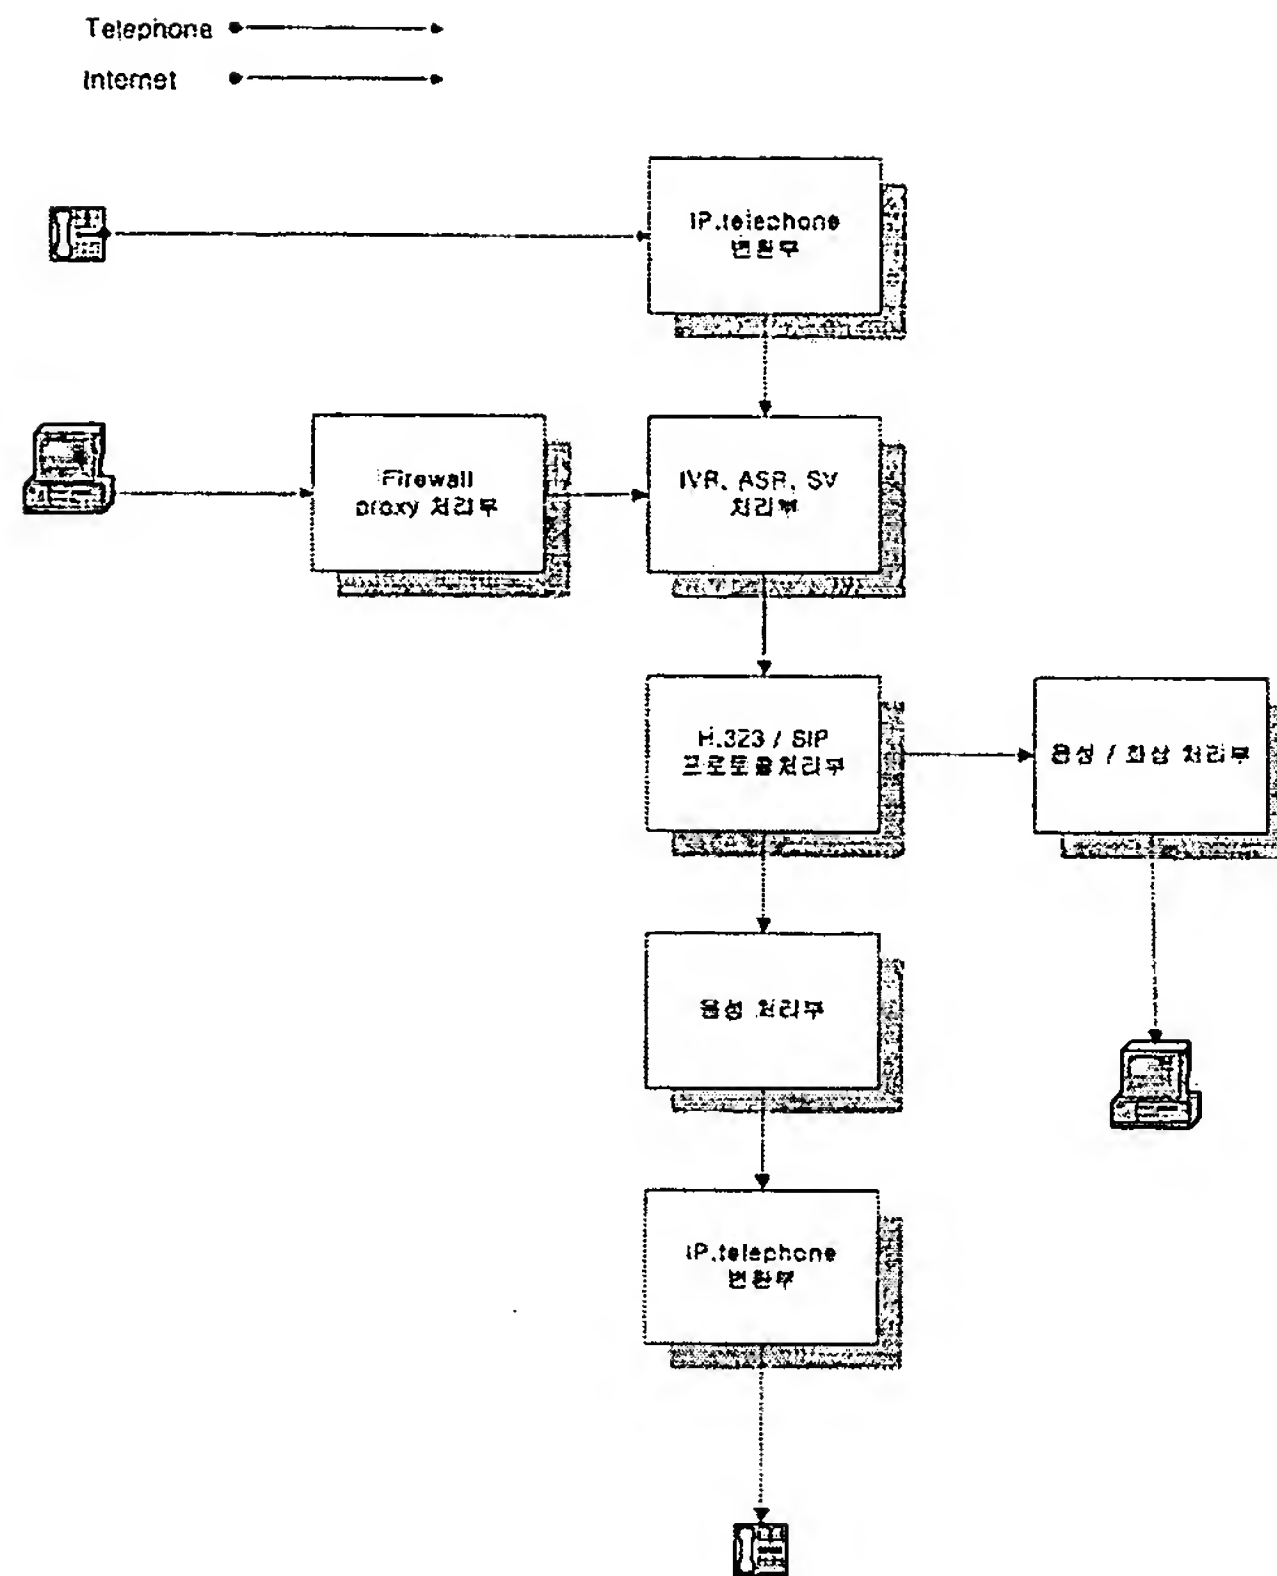 Telephone
Internet
IP.telephone
변환부
Firewall
proxy 처리부
IVR, ASR, SV
처리부
H.323 / SIP
프로토콜처리부
음성 / 화상 처리부
음성 처리부
IP.telephone
변환부